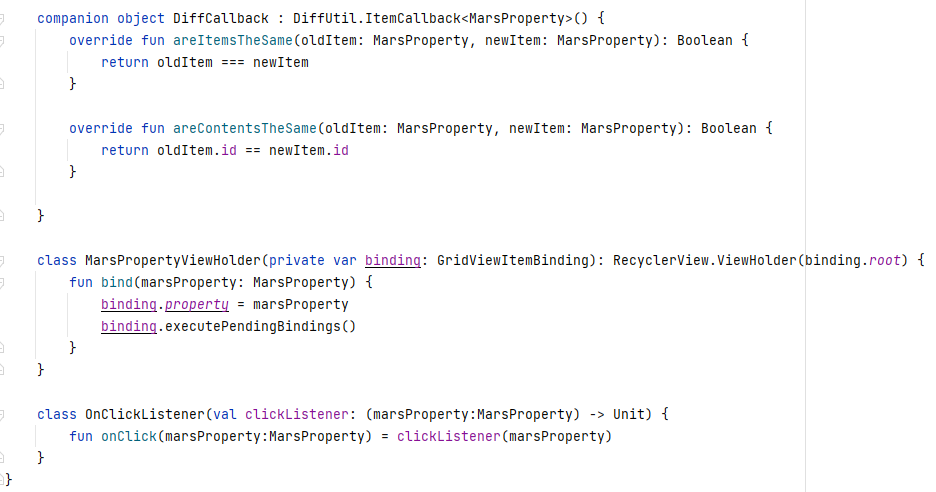 companion object DiffCallback : DiffUtil.ItemCallback<MarsProperty>() {
override fun areItemsTheSame(oldItem: MarsProperty, newItem: MarsProperty): Boolean {
return oldItem === newItem
}
override fun areContentsTheSame(oldItem: MarsProperty, newItem: MarsProperty): Boolean {
return oldItem.id == newItem.id
}
}
class MarsPropertyViewHolder(private var binding: GridViewItemBinding): RecyclerView.ViewHolder(binding.root) {
fun bind(marsProperty: MarsProperty) {
binding.property = marsProperty
binding.executePendingBindings()
}
}
class OnClickListener(val clickListener: (marsProperty:MarsProperty) -> Unit) {
fun onClick(marsProperty:MarsProperty) = clickListener(marsProperty)
}
}